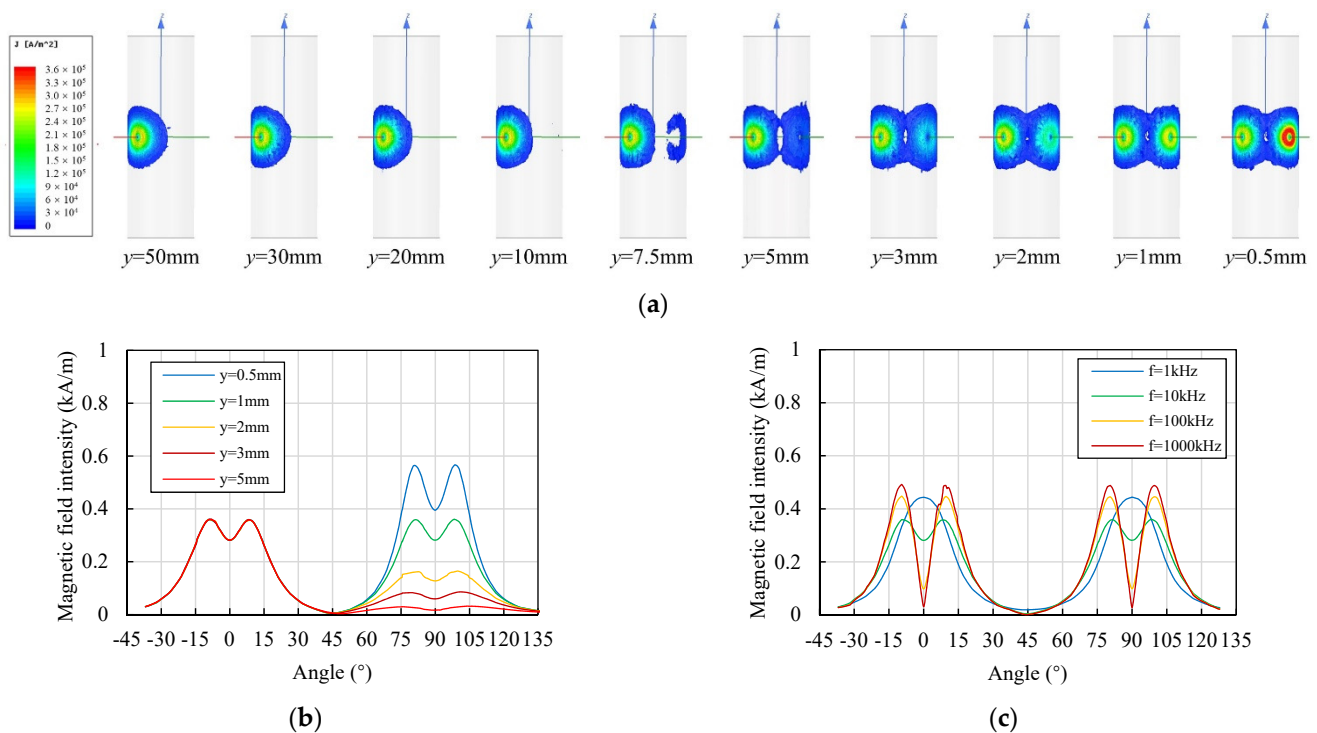 z z z z z z z z z z
J [A/m^2]
3.6 × 10⁵
3.0 × 10⁵
2.7 × 10⁵
2.4 × 10⁵
2.1 × 10⁵
1.8 × 10⁵
1.5 × 10⁵
1.2 × 10⁵
9 × 10⁴
6 × 10⁴
3 × 10⁴
0
y=50mm y=30mm y=20mm y=10mm y=7.5mm y=5mm y=3mm y=2mm y=1mm y=0.5mm
(a)
Magnetic field intensity (kA/m)
1
0.8
0.6
0.4
0.2
0
y=0.5mm
y=1mm
y=2mm
y=3mm
y=5mm
-45 -30 -15 0 15 30 45 60 75 90 105 120 135
Angle (°)
(b)
Magnetic field intensity (kA/m)
1
0.8
0.6
0.4
0.2
0
f=1kHz
f=10kHz
f=100kHz
f=1000kHz
-45 -30 -15 0 15 30 45 60 75 90 105 120 135
Angle (°)
(c)